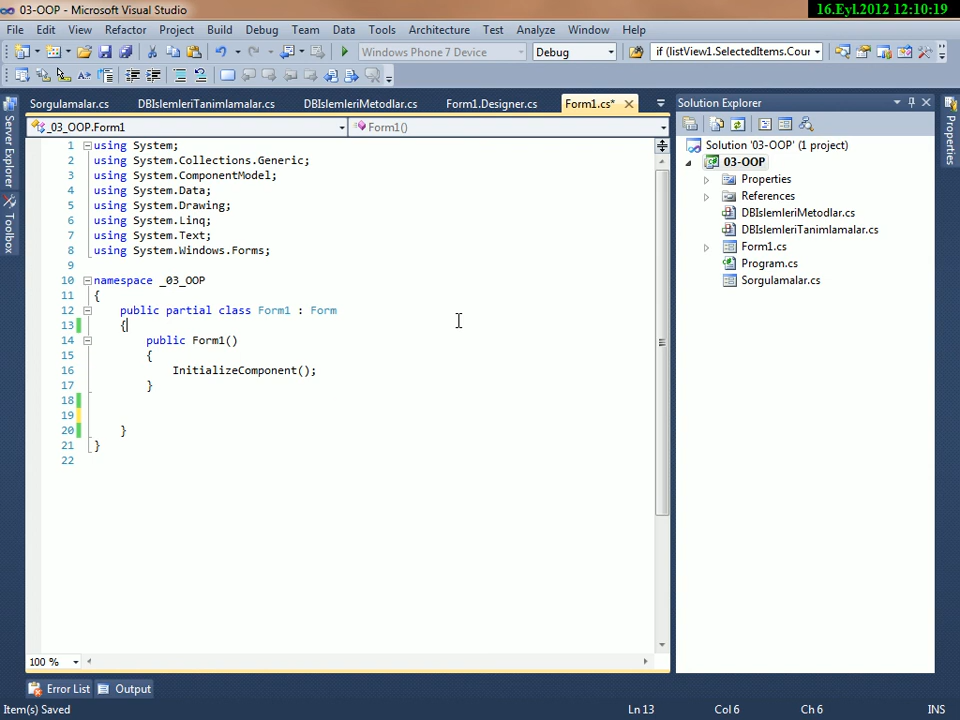 03-OOP - Microsoft Visual Studio
16.Eyl.2012 12:10:19
File Edit View Refactor Project Build Debug Team Data Tools Architecture Test Analyze Window Help
Windows Phone 7 Device Debug if (listView1.SelectedItems.Cour
Sorgulamalar.cs DBIslemleriTanimlamalar.cs DBIslemleriMetodlar.cs Form1.Designer.cs Form1.cs*
_03_OOP.Form1 Form1()
1 using System;
2 using System.Collections.Generic;
3 using System.ComponentModel;
4 using System.Data;
5 using System.Drawing;
6 using System.Linq;
7 using System.Text;
8 using System.Windows.Forms;
9
10 namespace _03_OOP
11 {
12 public partial class Form1 : Form
13 {
14 public Form1()
15 {
16 InitializeComponent();
17 }
18
19
20 }
21 }
22
100 %
Server Explorer
Toolbox
Solution Explorer
Solution '03-OOP' (1 project)
03-OOP
Properties
References
DBIslemleriMetodlar.cs
DBIslemleriTanimlamalar.cs
Form1.cs
Program.cs
Sorgulamalar.cs
Properties
Error List Output
Item(s) Saved Ln 13 Col 6 Ch 6 INS